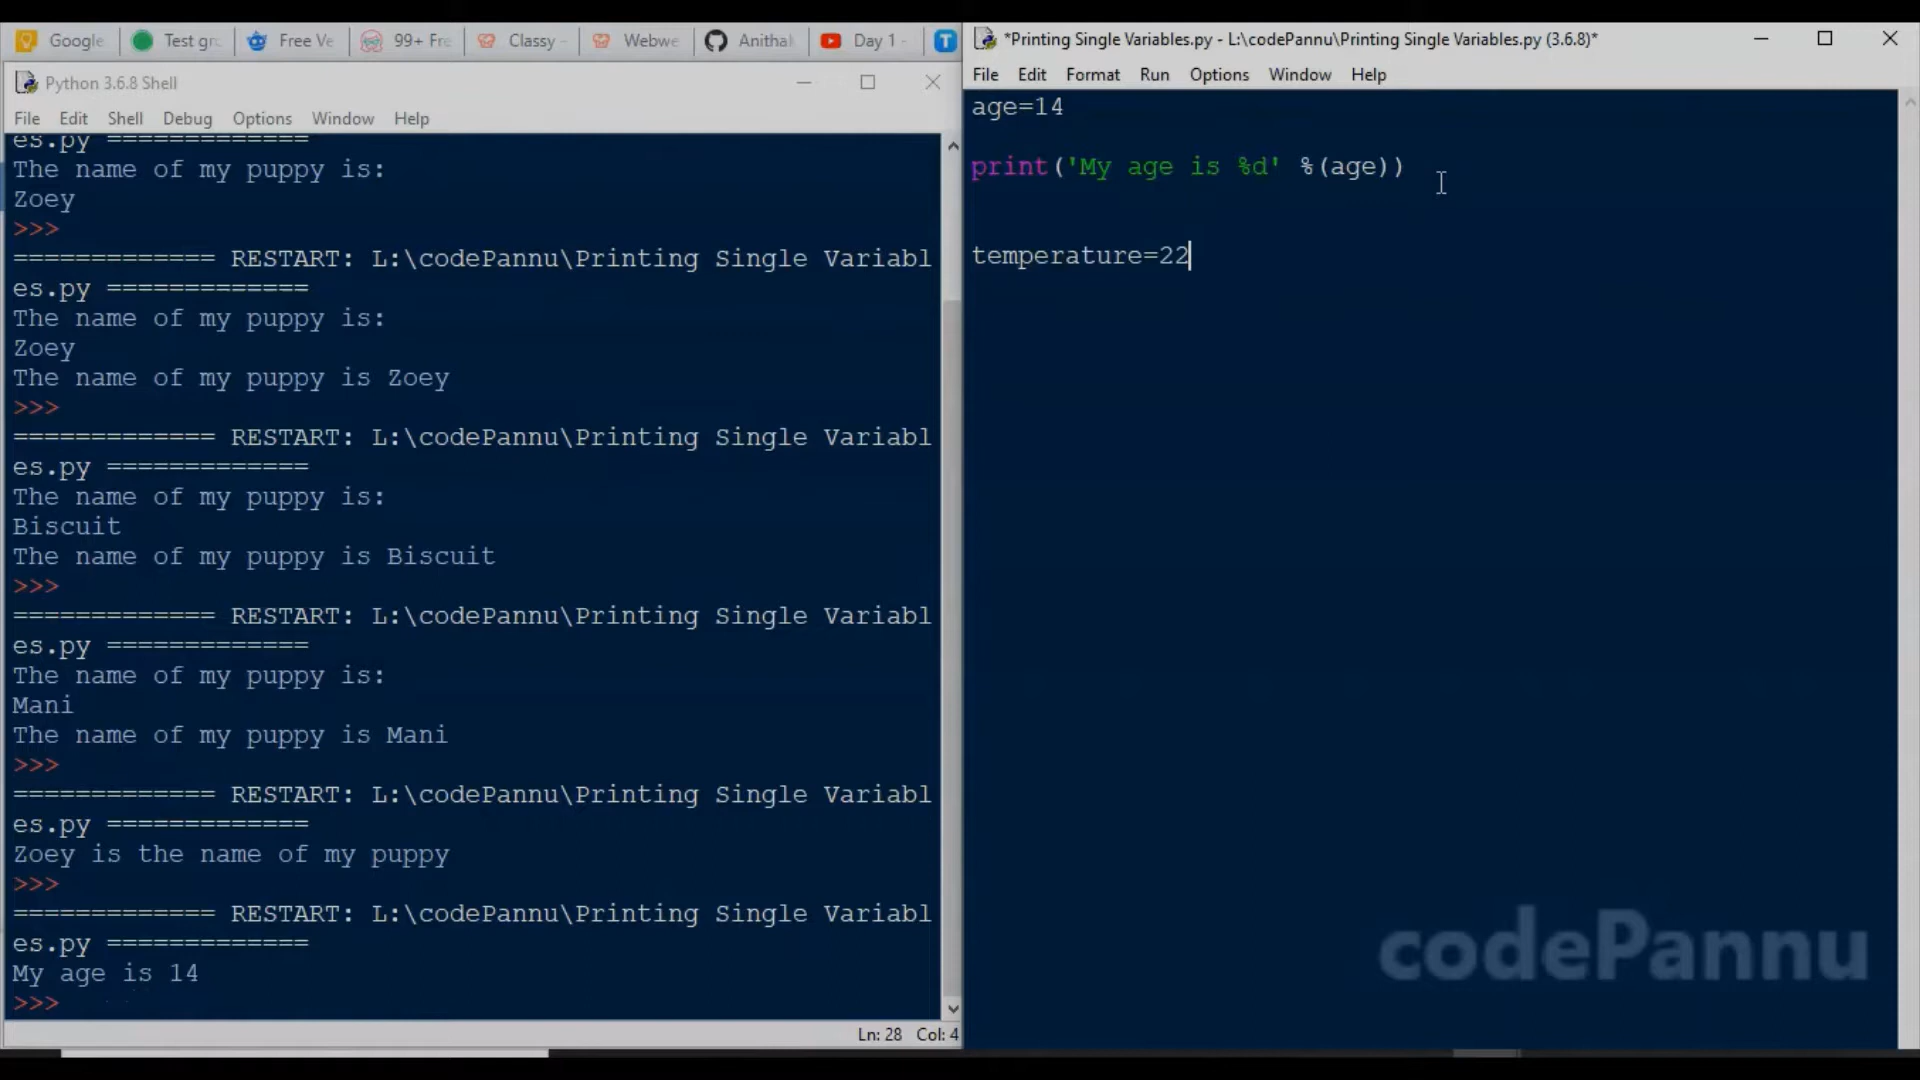 Google
Test gr
Free Ve
99+ Fre
Classy -
Webwe
Anithal
Day 1 -
T
Python 3.6.8 Shell
File Edit Shell Debug Options Window Help
es.py =============
The name of my puppy is:
Zoey
>>>
============= RESTART: L:\codePannu\Printing Single Variabl
es.py =============
The name of my puppy is:
Zoey
The name of my puppy is Zoey
>>>
============= RESTART: L:\codePannu\Printing Single Variabl
es.py =============
The name of my puppy is:
Biscuit
The name of my puppy is Biscuit
>>>
============= RESTART: L:\codePannu\Printing Single Variabl
es.py =============
The name of my puppy is:
Mani
The name of my puppy is Mani
>>>
============= RESTART: L:\codePannu\Printing Single Variabl
es.py =============
Zoey is the name of my puppy
>>>
============= RESTART: L:\codePannu\Printing Single Variabl
es.py =============
My age is 14
>>>
Ln: 28 Col: 4
*Printing Single Variables.py - L:\codePannu\Printing Single Variables.py (3.6.8)*
File Edit Format Run Options Window Help
age=14
print('My age is %d' %(age))
temperature=22
codePannu